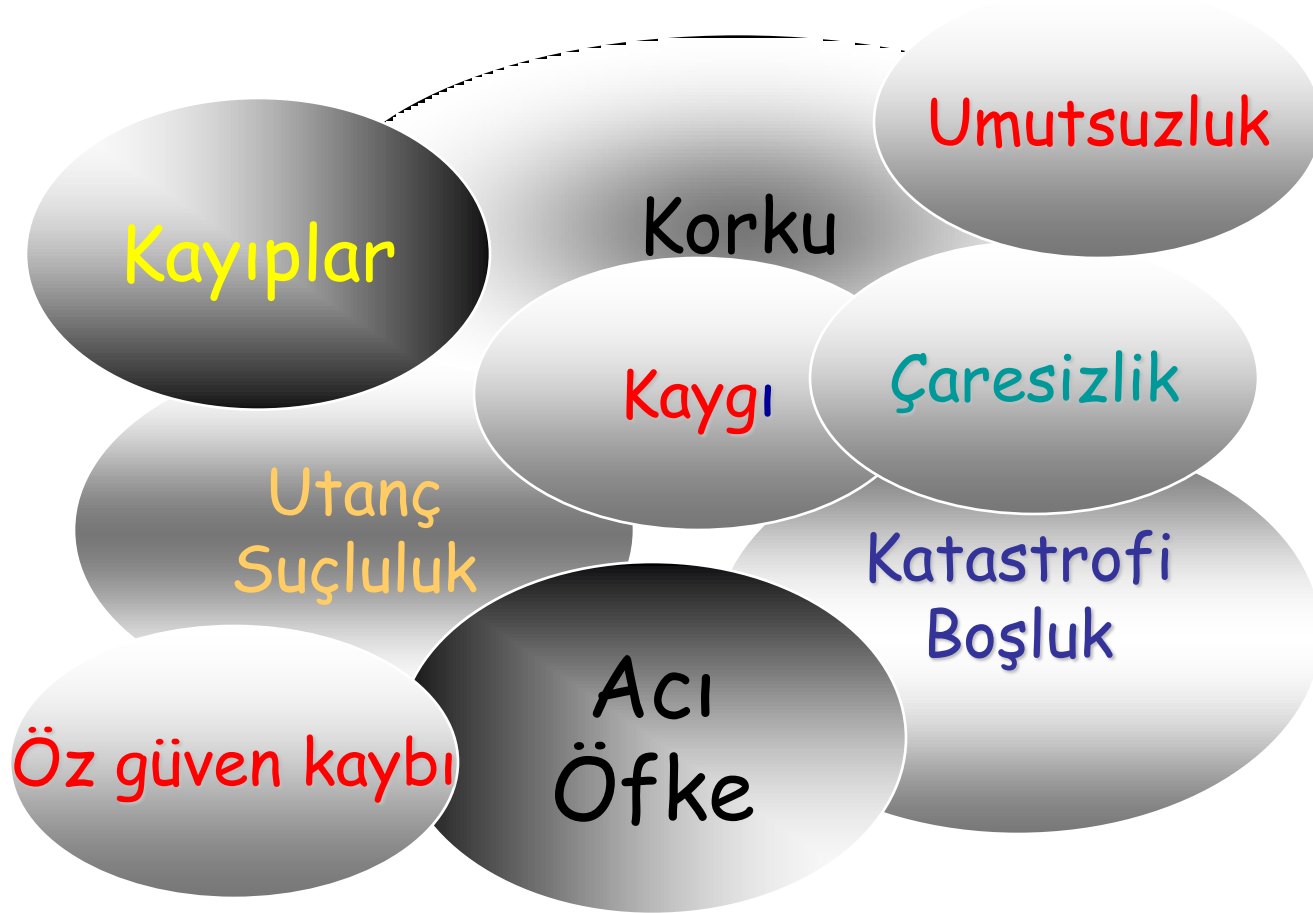 Umutsuzluk
Korku
Kayıplar
Kaygı
Çaresizlik
Utanç
Suçluluk
Katastrofi
Boşluk
Acı
Öfke
Öz güven kaybı